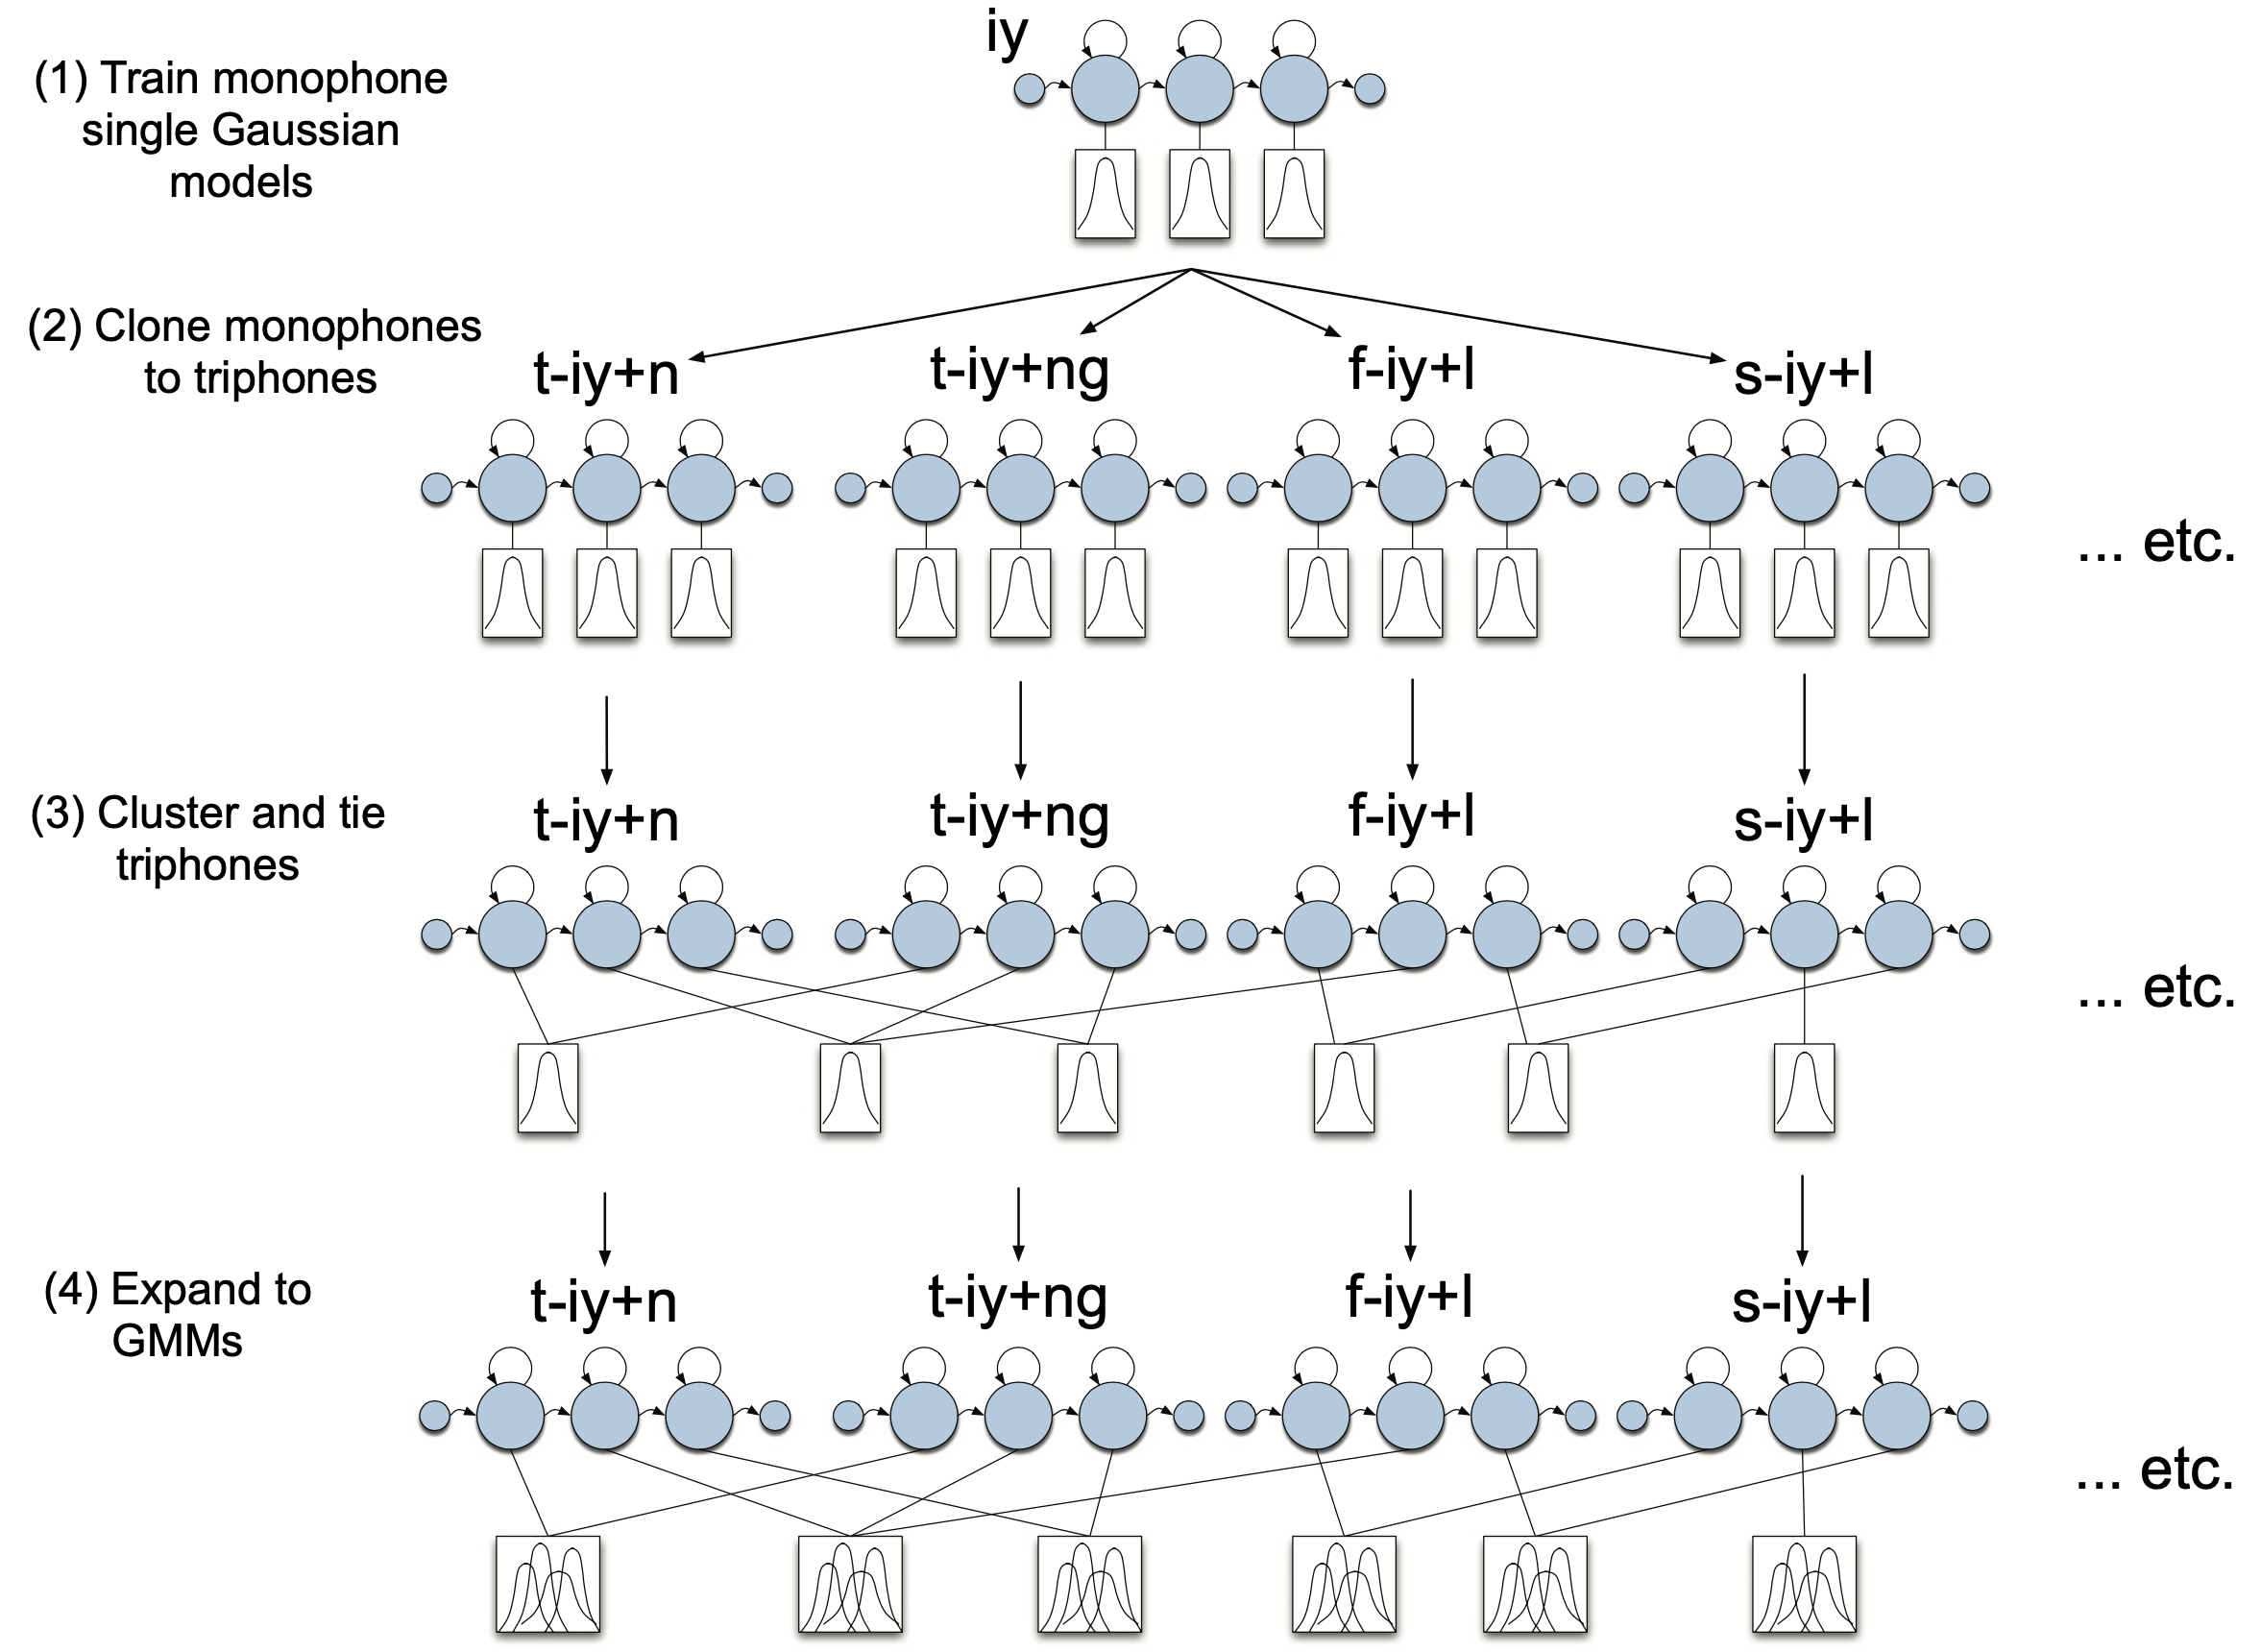 iy
(1) Train monophone
single Gaussian
models
(2) Clone monophones
to triphones
t-iy+n
t-iy+ng
f-iy+l
s-iy+l
... etc.
(3) Cluster and tie
triphones
t-iy+n
t-iy+ng
f-iy+l
s-iy+l
... etc.
(4) Expand to
GMMs
t-iy+n
t-iy+ng
f-iy+l
s-iy+l
... etc.